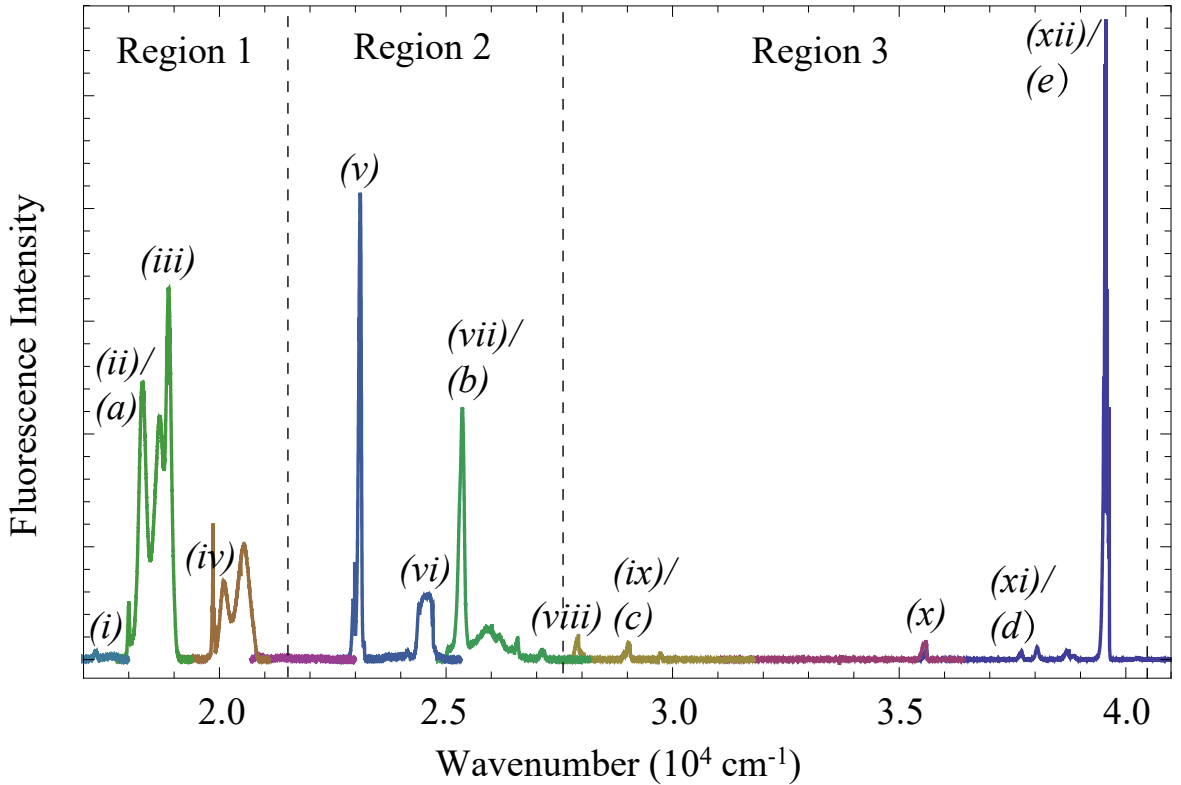 Region 1
Region 2
Region 3
(xii)/
(e)
(v)
(iii)
(ii)/
(a)
(vii)/
(b)
(iv)
(vi)
(i)
(viii)
(ix)/
(c)
(x)
(xi)/
(d)
2.0
2.5
3.0
3.5
4.0
Wavenumber (10⁴ cm⁻¹)
Fluorescence Intensity